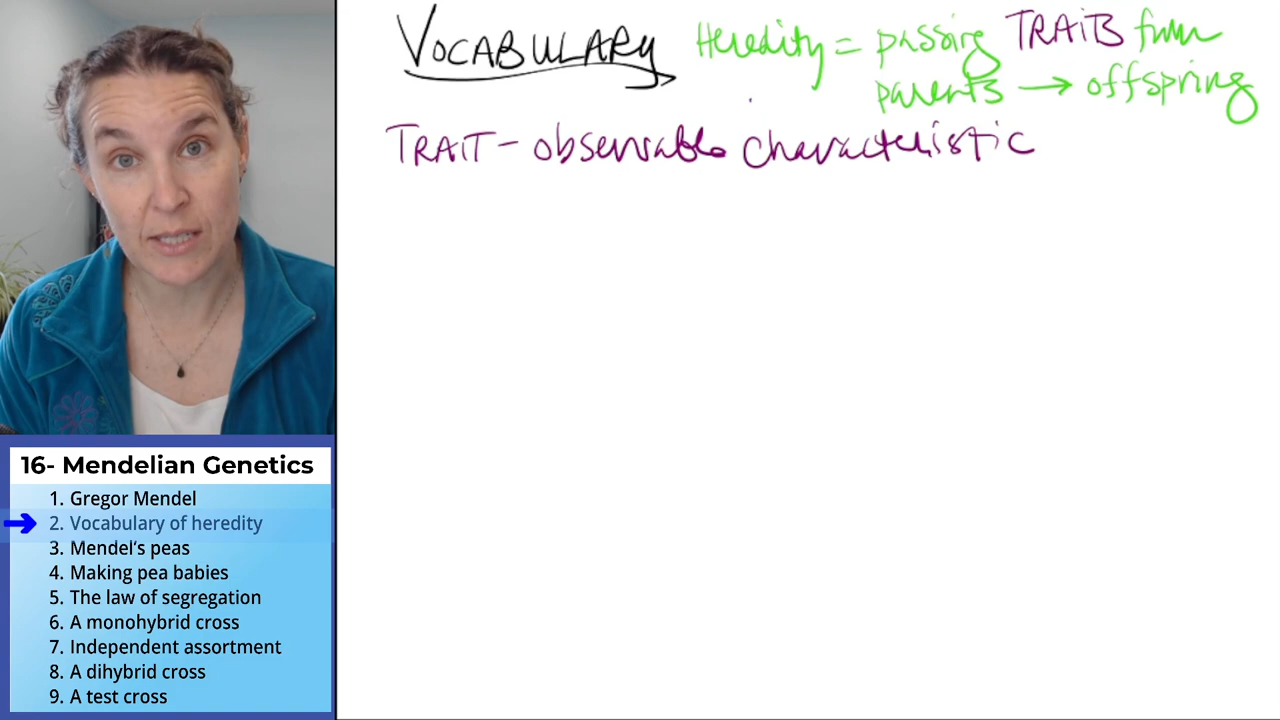 VOCABULARY Heredity = passing TRAITS from
parents → offspring
TRAIT - observable characteristic
16- Mendelian Genetics
1. Gregor Mendel
2. Vocabulary of heredity
3. Mendel's peas
4. Making pea babies
5. The law of segregation
6. A monohybrid cross
7. Independent assortment
8. A dihybrid cross
9. A test cross